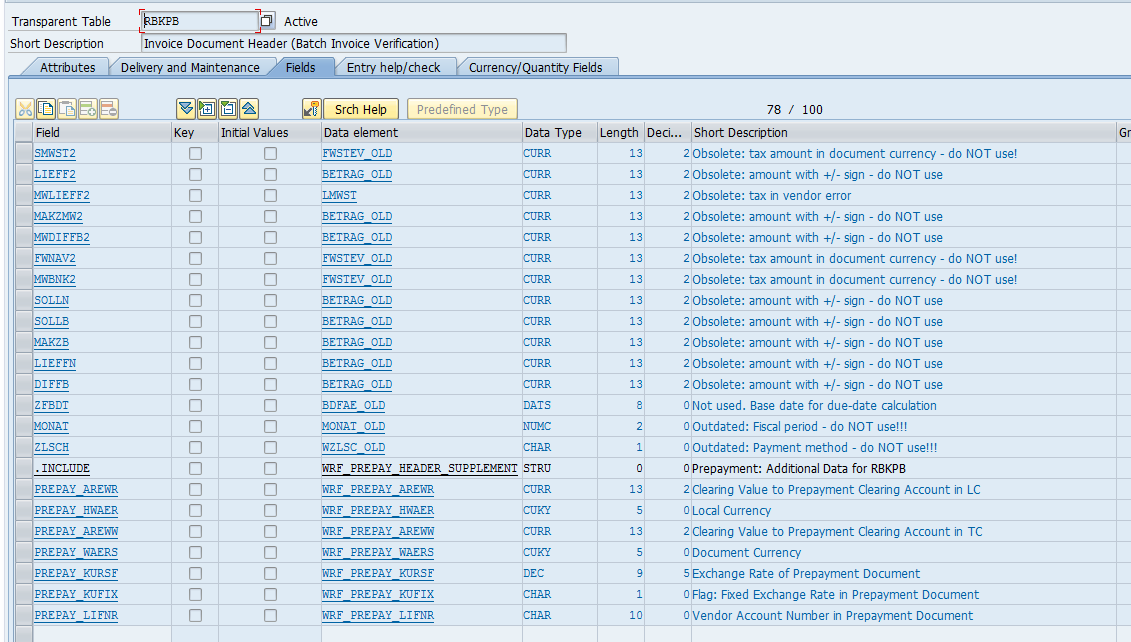 Transparent Table RBKPB Active
Short Description Invoice Document Header (Batch Invoice Verification)
Attributes Delivery and Maintenance Fields Entry help/check Currency/Quantity Fields
Srch Help Predefined Type 78 / 100
Field Key Initial Values Data element Data Type Length Deci... Short Description Gr
SMWST2 FWSTEV_OLD CURR 13 2 Obsolete: tax amount in document currency - do NOT use!
LIEFF2 BETRAG_OLD CURR 13 2 Obsolete: amount with +/- sign - do NOT use
MWLIEFF2 LMWST CURR 13 2 Obsolete: tax in vendor error
MAKZMW2 BETRAG_OLD CURR 13 2 Obsolete: amount with +/- sign - do NOT use
MWDIFFB2 BETRAG_OLD CURR 13 2 Obsolete: amount with +/- sign - do NOT use
FWNAV2 FWSTEV_OLD CURR 13 2 Obsolete: tax amount in document currency - do NOT use!
MWBNK2 FWSTEV_OLD CURR 13 2 Obsolete: tax amount in document currency - do NOT use!
SOLLN BETRAG_OLD CURR 13 2 Obsolete: amount with +/- sign - do NOT use
SOLLB BETRAG_OLD CURR 13 2 Obsolete: amount with +/- sign - do NOT use
MAKZB BETRAG_OLD CURR 13 2 Obsolete: amount with +/- sign - do NOT use
LIEFFN BETRAG_OLD CURR 13 2 Obsolete: amount with +/- sign - do NOT use
DIFFB BETRAG_OLD CURR 13 2 Obsolete: amount with +/- sign - do NOT use
ZFBDT BDFAE_OLD DATS 8 0 Not used. Base date for due-date calculation
MONAT MONAT_OLD NUMC 2 0 Outdated: Fiscal period - do NOT use!!!
ZLSCH WZLSC_OLD CHAR 1 0 Outdated: Payment method - do NOT use!!!
.INCLUDE WRF_PREPAY_HEADER_SUPPLEMENT STRU 0 0 Prepayment: Additional Data for RBKPB
PREPAY_AREWR WRF_PREPAY_AREWR CURR 13 2 Clearing Value to Prepayment Clearing Account in LC
PREPAY_HWAER WRF_PREPAY_HWAER CUKY 5 0 Local Currency
PREPAY_AREWW WRF_PREPAY_AREWW CURR 13 2 Clearing Value to Prepayment Clearing Account in TC
PREPAY_WAERS WRF_PREPAY_WAERS CUKY 5 0 Document Currency
PREPAY_KURSF WRF_PREPAY_KURSF DEC 9 5 Exchange Rate of Prepayment Document
PREPAY_KUFIX WRF_PREPAY_KUFIX CHAR 1 0 Flag: Fixed Exchange Rate in Prepayment Document
PREPAY_LIFNR WRF_PREPAY_LIFNR CHAR 10 0 Vendor Account Number in Prepayment Document